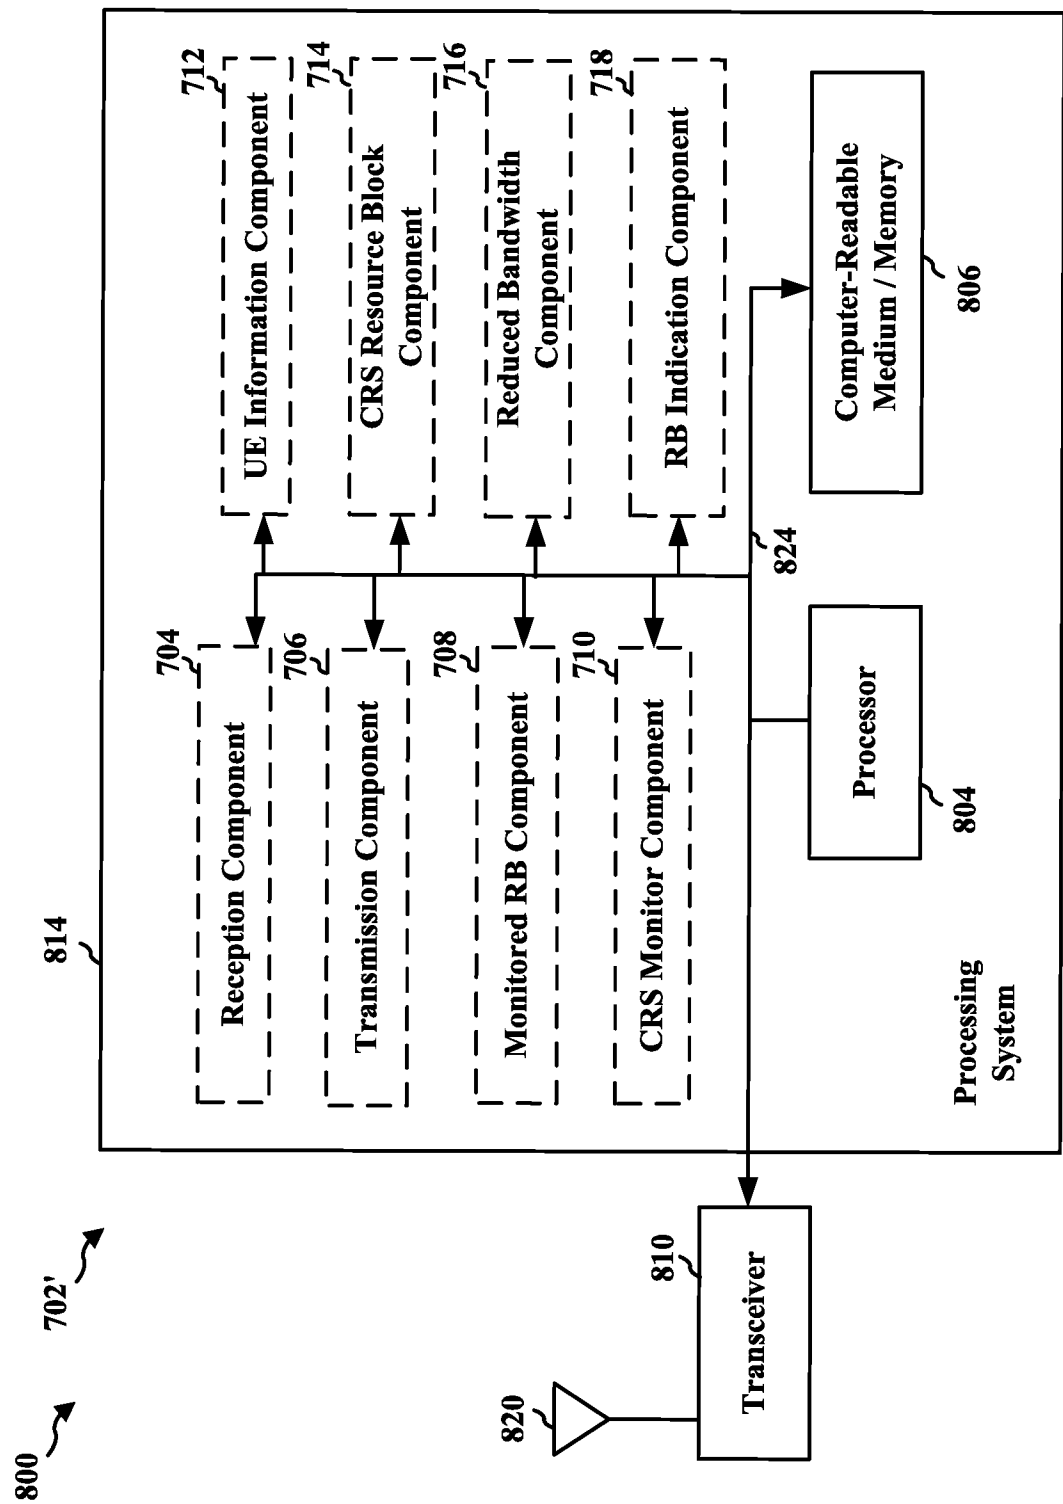 800
702'
814
704
Reception Component
706
Transmission Component
708
Monitored RB Component
710
CRS Monitor Component
712
UE Information Component
714
CRS Resource Block
Component
716
Reduced Bandwidth
Component
718
RB Indication Component
824
820
810
Transceiver
Processor
804
Computer-Readable
Medium / Memory
806
Processing
System